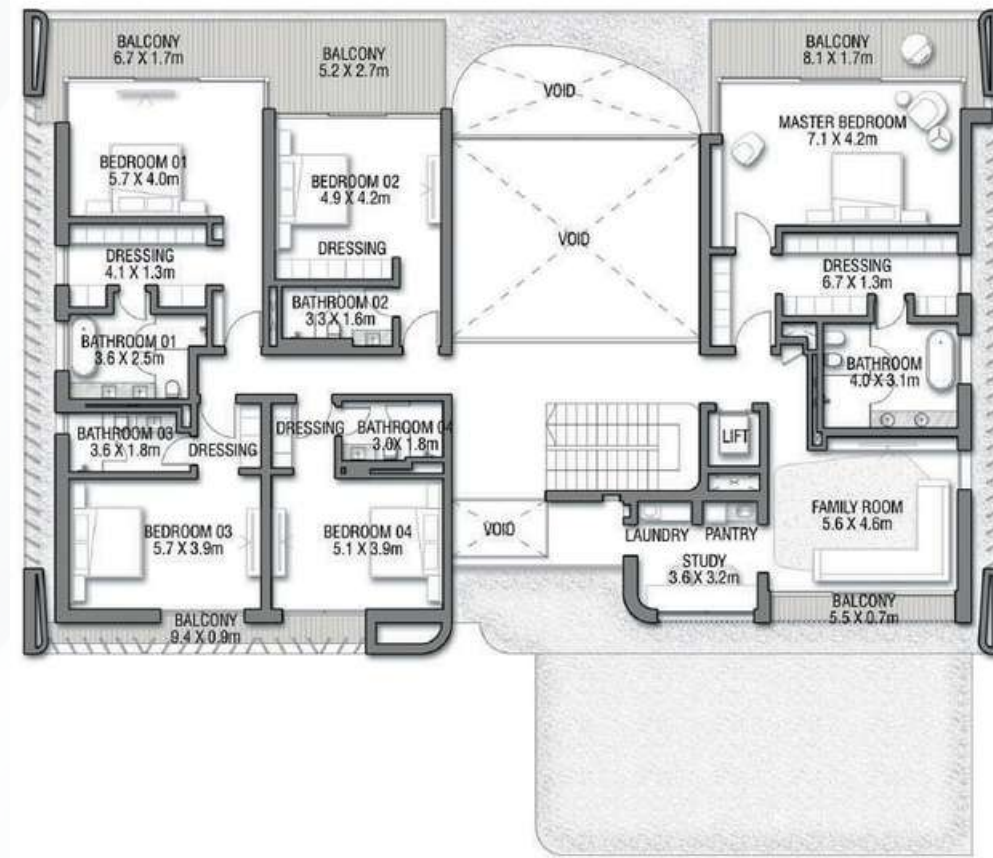 BALCONY
6.7 X 1.7m
BALCONY
5.2 X 2.7m
VOID
BALCONY
8.1 X 1.7m
BEDROOM 01
5.7 X 4.0m
BEDROOM 02
4.9 X 4.2m
MASTER BEDROOM
7.1 X 4.2m
VOID
DRESSING
4.1 X 1.3m
DRESSING
DRESSING
6.7 X 1.3m
BATHROOM 02
3.3 X 1.6m
BATHROOM 01
3.6 X 2.5m
BATHROOM
4.0 X 3.1m
BATHROOM 03
3.6 X 1.8m
DRESSING
DRESSING
BATHROOM 04
3.0X 1.8m
LIFT
BEDROOM 03
5.7 X 3.9m
BEDROOM 04
5.1 X 3.9m
VOID
LAUNDRY
PANTRY
FAMILY ROOM
5.6 X 4.6m
STUDY
3.6 X 3.2m
BALCONY
9.4 X 0.9m
BALCONY
5.5 X 0.7m